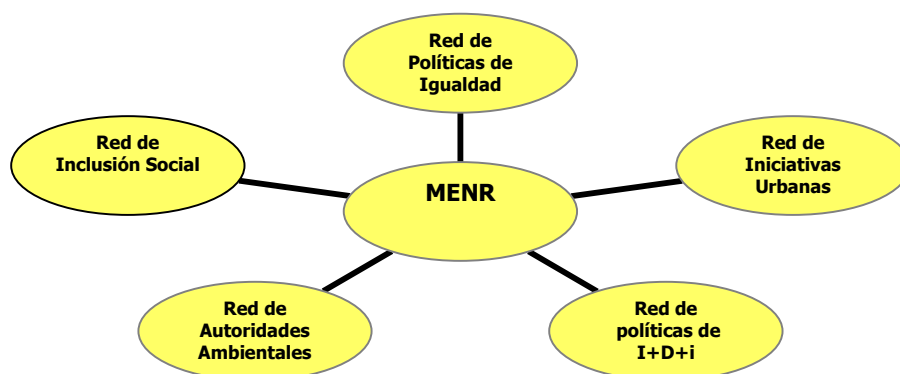 Red de
Políticas de
Igualdad
Red de
Inclusión Social
Red de
Iniciativas
Urbanas
MENR
Red de
Autoridades
Ambientales
Red de
políticas de
I+D+i